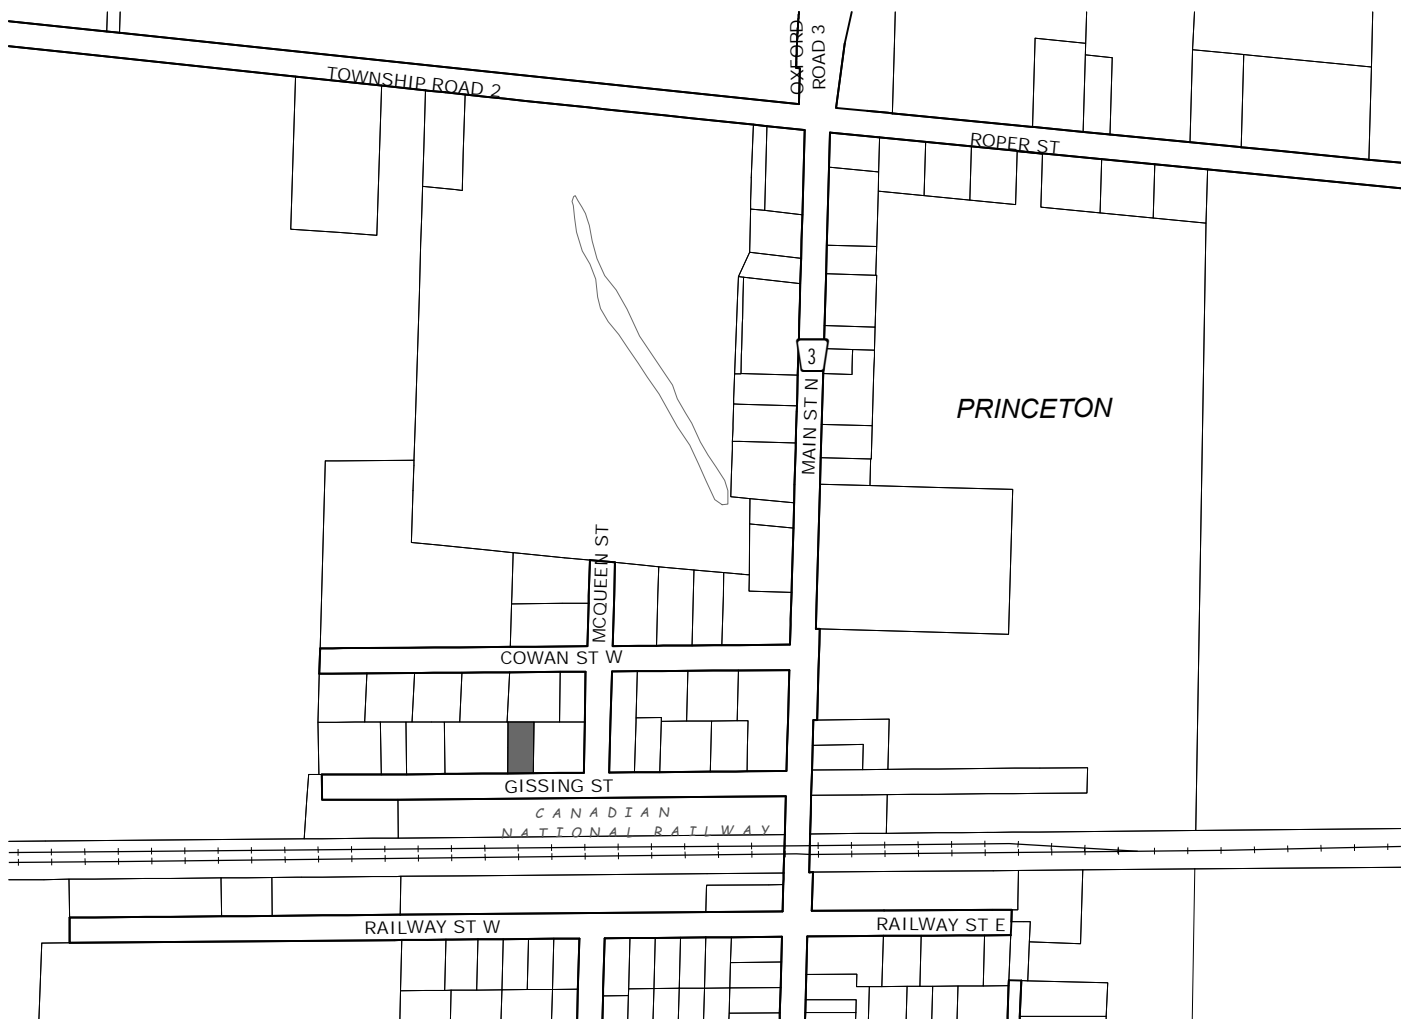 OXFORD
ROAD 3
TOWNSHIP ROAD 2
ROPER ST
3
MAIN ST N
PRINCETON
MCQUEEN ST
COWAN ST W
GISSING ST
CANADIAN
NATIONAL RAILWAY
RAILWAY ST W
RAILWAY ST E